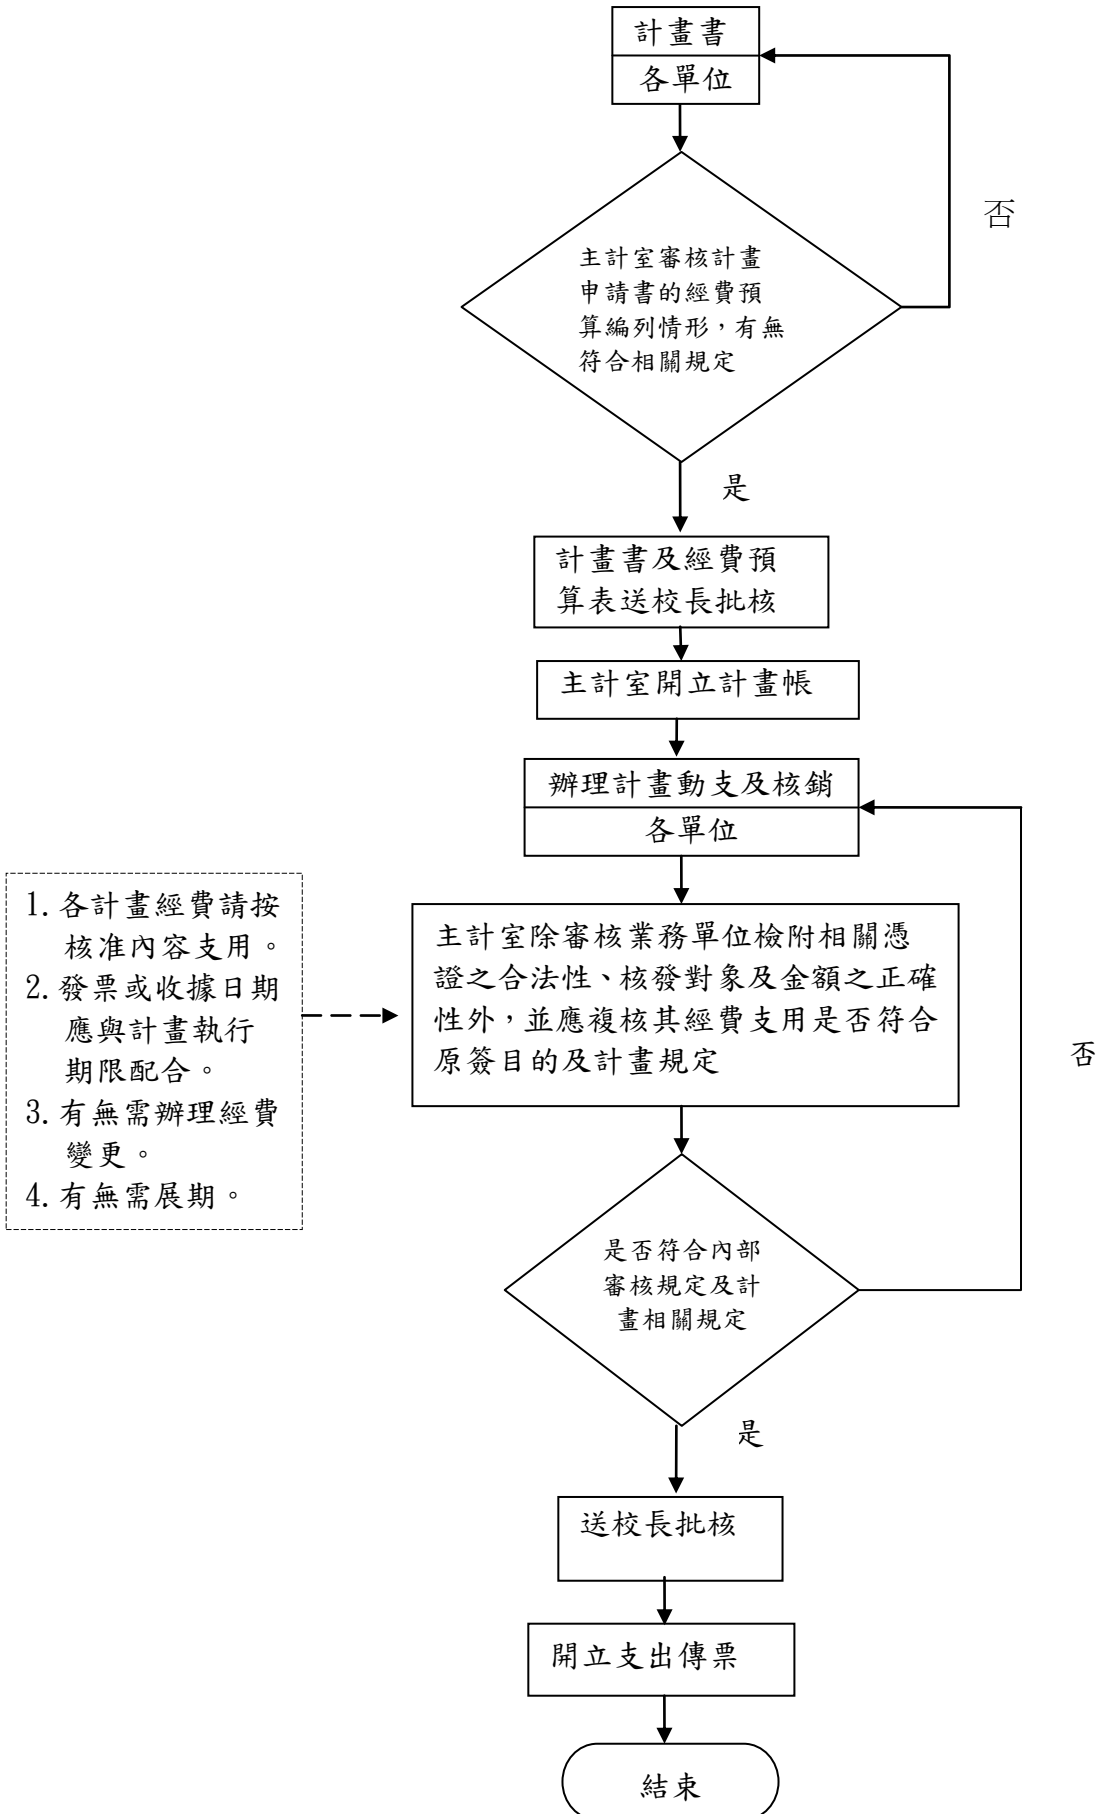 計畫書
各單位
否
主計室審核計畫
申請書的經費預
算編列情形，有無
符合相關規定
是
計畫書及經費預
算表送校長批核
主計室開立計畫帳
辦理計畫動支及核銷
各單位
1.各計畫經費請按
核准內容支用。
2.發票或收據日期
應與計畫執行
期限配合。
3.有無需辦理經費
變更。
4.有無需展期。
主計室除審核業務單位檢附相關憑
證之合法性、核發對象及金額之正確
性外，並應複核其經費支用是否符合
原簽目的及計畫規定
否
是否符合內部
審核規定及計
畫相關規定
是
送校長批核
開立支出傳票
結束